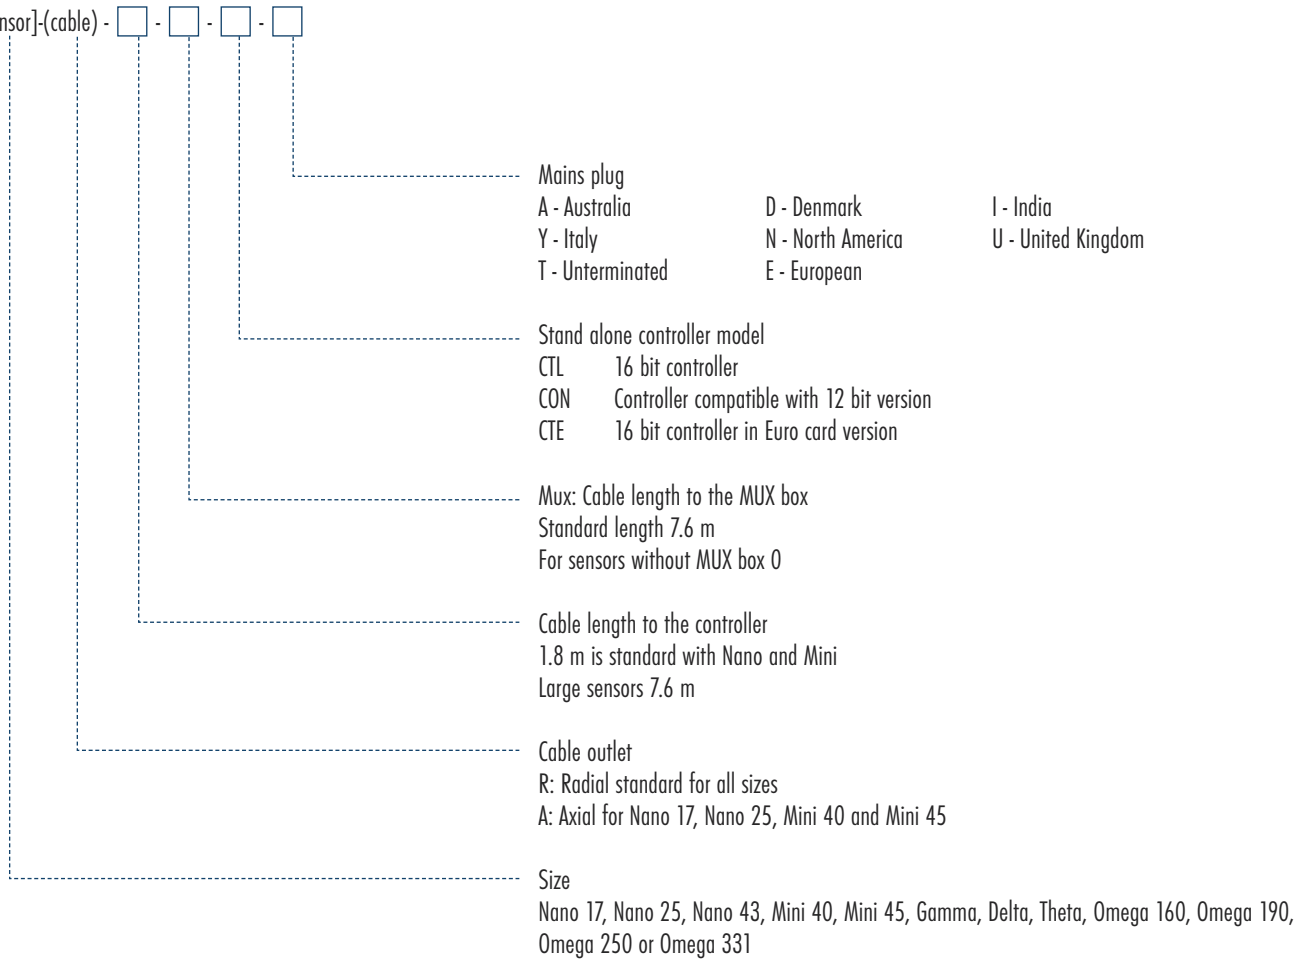 nsor]-(cable) - - - -
Mains plug
A - Australia D - Denmark I - India
Y - Italy N - North America U - United Kingdom
T - Unterminated E - European
Stand alone controller model
CTL 16 bit controller
CON Controller compatible with 12 bit version
CTE 16 bit controller in Euro card version
Mux: Cable length to the MUX box
Standard length 7.6 m
For sensors without MUX box 0
Cable length to the controller
1.8 m is standard with Nano and Mini
Large sensors 7.6 m
Cable outlet
R: Radial standard for all sizes
A: Axial for Nano 17, Nano 25, Mini 40 and Mini 45
Size
Nano 17, Nano 25, Nano 43, Mini 40, Mini 45, Gamma, Delta, Theta, Omega 160, Omega 190,
Omega 250 or Omega 331